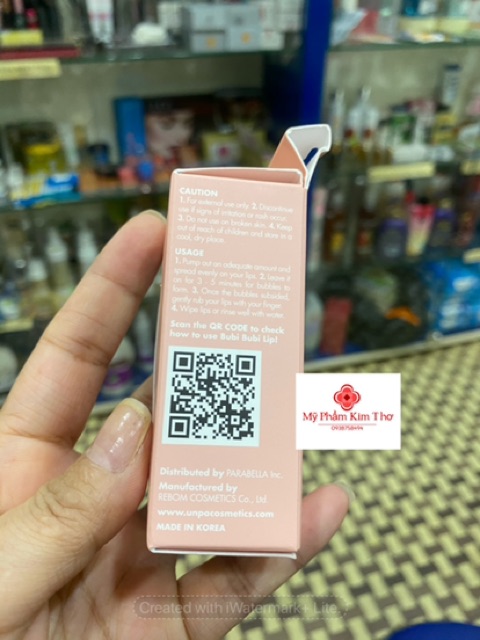 CAUTION
1. For external use only. 2. Discontinue
use if signs of irritation or rash occur.
3. Do not use on broken skin. 4. Keep
out of reach of children and store in a
cool, dry place.
USAGE
1. Pump out an adequate amount and
spread evenly on your lips. 2. Leave it
on for 3 - 5 minutes for bubbles to
form. 3. Once the bubbles subsided,
gently rub your lips with your finger.
4. Wipe lips or rinse well with water.
Scan the QR CODE to check
how to use Bubi Bubi Lip!
Mỹ Phẩm Kim Thơ
Distributed by PARABELLA Inc.
Manufactured by
REBOM COSMETICS Co., Ltd.
www.unpacosmetics.com
MADE IN KOREA
Created with iWatermark+ Lite.